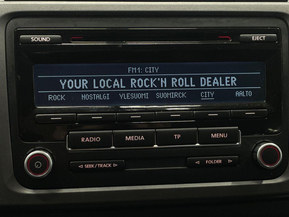 SOUND EJECT
FM1: CITY
YOUR LOCAL ROCK'N ROLL DEALER
ROCK NOSTALGI YLESUOMI SUOMIRCK CITY AALTO
RADIO MEDIA TP MENU
SEEK/TRACK FOLDER